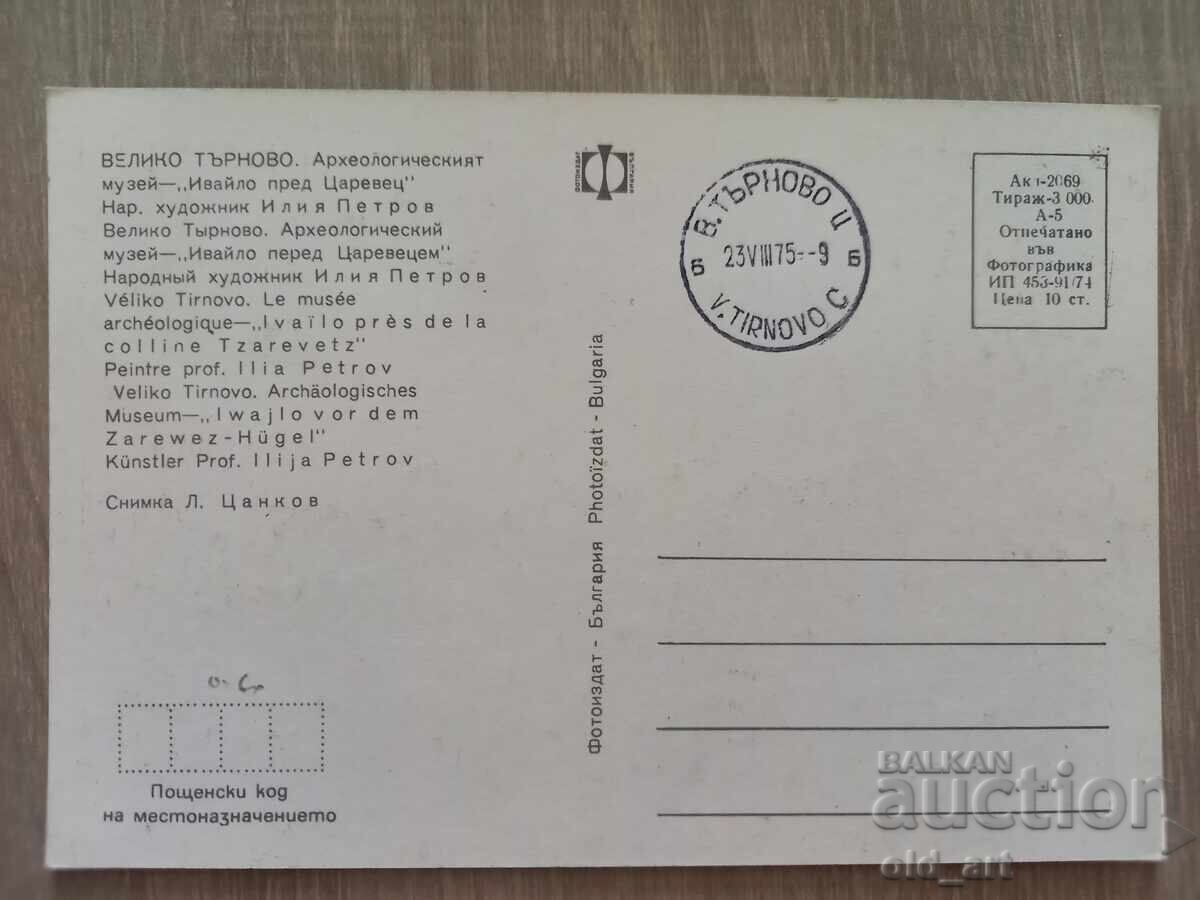 ВЕЛИКО ТЪРНОВО. Археологическият
музей—„Ивайло пред Царевец"
Нар. художник Илия Петров
Велико Тырново. Археологический
музей—„Ивайло перед Царевецем"
Народный художник Илия Петров
Véliko Tirnovo. Le musée
archéologique—„Ivaïlo près de la
colline Tzarevetz"
Peintre prof. Ilia Petrov
Veliko Tirnovo. Archäologisches
Museum—„Iwajlo vor dem
Zarewez-Hügel"
Künstler Prof. Ilija Petrov
Снимка Л. Цанков
Пощенски код
на местоназначението
ФОТОИЗДАТ
БЪЛГАРИЯ
Фотоиздат - България Photoïzdat - Bulgaria
В. ТЪРНОВО Ц
Б 23VIII75--9 Б
V. TIRNOVO C
-2069
Тираж-3 000
А-5
Отпечатано
във
Фотографика
ИП 453-91/74
Цена 10 ст.
BALKAN
auction
old_art